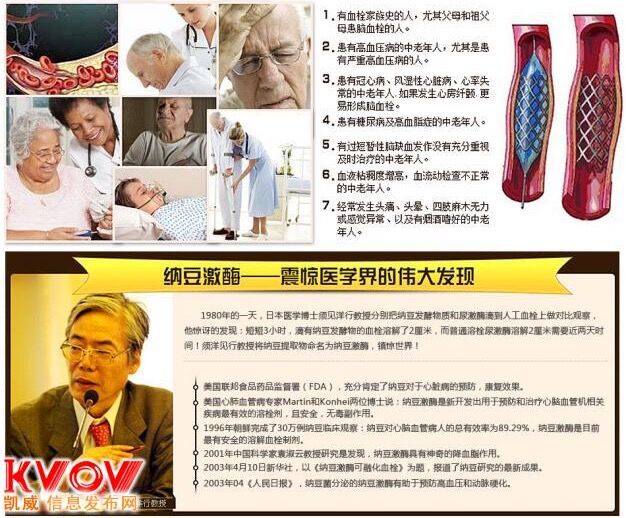 1. 有血栓家族史的人，尤其父母和祖父
母患脑血栓的人。
2. 患有高血压病的中老年人，尤其是患
有严重高血压病的人。
3. 患有冠心病、风湿性心脏病、心率失
常的中老年人.如果发生心房纤颤.更
易形成脑血栓。
4. 患有糖尿病及高血脂症的中老年人。
5. 有过短暂性脑缺血发作没有充分重视
及时治疗的中老年人。
6. 血液粘稠度增高，血流动检查不正常
的中老年人。
7. 经常发生头痛、头晕、四肢麻木无力
或感觉异常、以及有烟酒嗜好的中老
年人。
纳豆激酶——震惊医学界的伟大发现
1980年的一天，日本医学博士须见洋行教授分别把纳豆发酵物质和尿激酶滴到人工血栓上做对比观察，
他惊讶的发现：短短3小时，滴有纳豆发酵物的血栓溶解了2厘米，而普通溶栓尿激酶溶解2厘米需要近两天时
间！须洋见行教授将纳豆提取物命名为纳豆激酶，镇惊世界！
美国联邦食品药品监督署（FDA），充分肯定了纳豆对于心脏病的预防，康复效果。
美国心肺血管病专家Martin和Konhei两位博士说：纳豆激酶是新开发出用于预防和治疗心脑血管机相关
疾病最有效的溶栓剂，且安全，无毒副作用。
1996年朝鲜完成了30万例纳豆临床观察：纳豆对心脑血管病人的总有效率为89.29%，纳豆激酶是目前
最有安全的溶解血栓制剂。
2001年中国科学家袁淑云教授研究是发现，纳豆激酶具有神奇的降血脂作用。
2003年4月10日新华社，以《纳豆激酶可融化血栓》为题，报道了纳豆研究的最新成果。
2003年04《人民日报》，纳豆菌分泌的纳豆激酶有助于预防高血压和动脉硬化。
KVOV
凯威 信息发布网
行教授